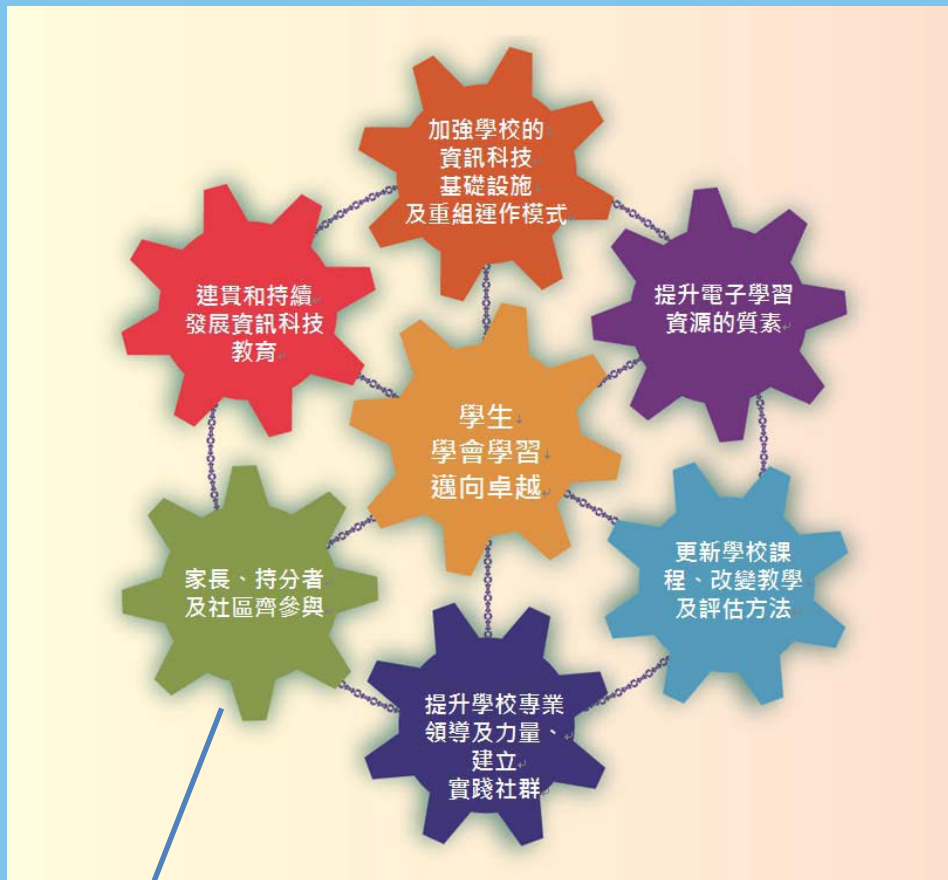 加強學校的
資訊科技
基礎設施
及重組運作模式
連貫和持續
發展資訊科技
教育
提升電子學習
資源的質素
學生
學會學習
邁向卓越
家長、持分者
及社區齊參與
更新學校課
程、改變教學
及評估方法
提升學校專業
領導及力量、
建立
實踐社群